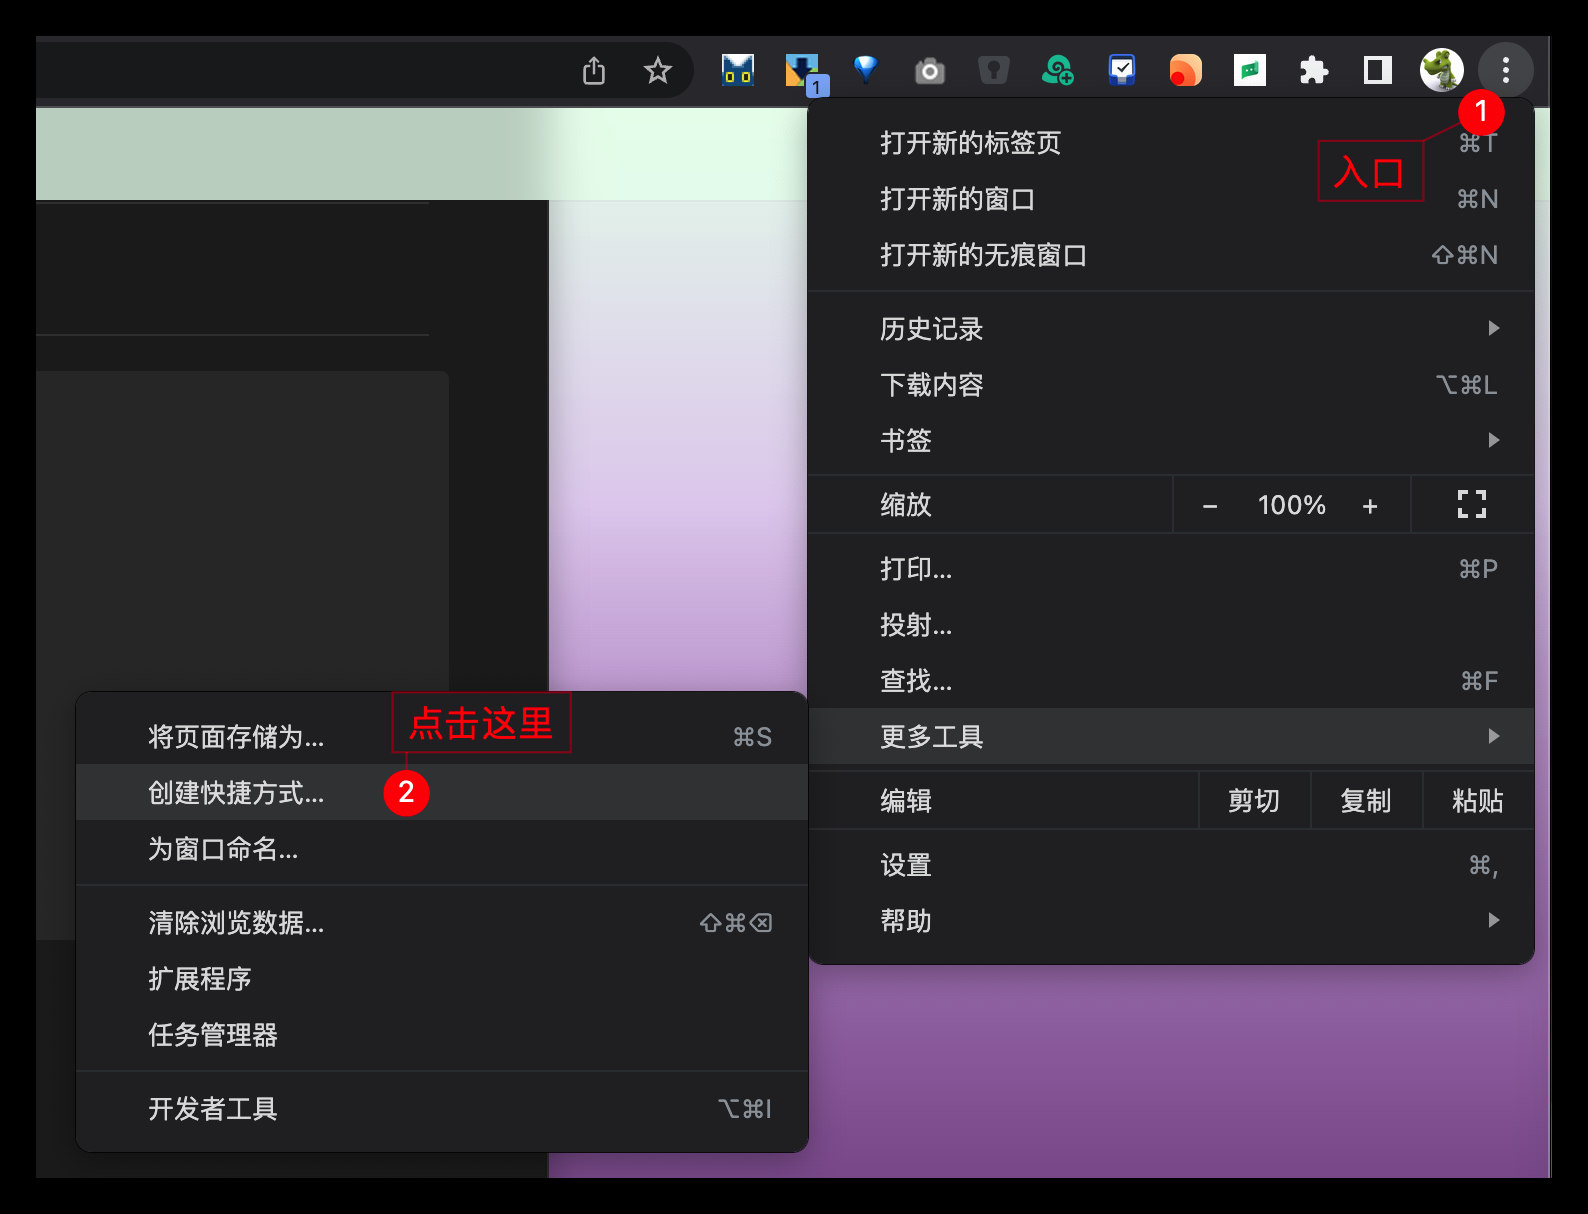 1
1
打开新的标签页 ⌘T
入口
打开新的窗口 ⌘N
打开新的无痕窗口 ⇧⌘N
历史记录
下载内容 ⌥⌘L
书签
缩放 − 100% +
打印... ⌘P
投射...
查找... ⌘F
更多工具
编辑 剪切 复制 粘贴
设置 ⌘,
帮助
点击这里
将页面存储为... ⌘S
创建快捷方式... 2
为窗口命名...
清除浏览数据... ⇧⌘⌫
扩展程序
任务管理器
开发者工具 ⌥⌘I